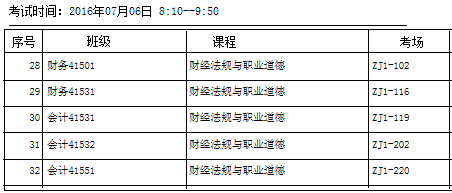 考试时间：2016年07月06日 8:10--9:50
序号 班级 课程 考场
28 财务41501 财经法规与职业道德 ZJ1-102
29 财务41531 财经法规与职业道德 ZJ1-116
30 会计41531 财经法规与职业道德 ZJ1-119
31 会计41532 财经法规与职业道德 ZJ1-202
32 会计41551 财经法规与职业道德 ZJ1-220